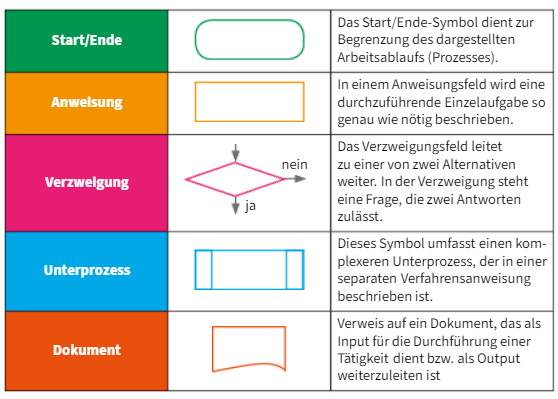 Start/Ende
Das Start/Ende-Symbol dient zur
Begrenzung des dargestellten
Arbeitsablaufs (Prozesses).
Anweisung
In einem Anweisungsfeld wird eine
durchzuführende Einzelaufgabe so
genau wie nötig beschrieben.
Verzweigung
nein
ja
Das Verzweigungsfeld leitet
zu einer von zwei Alternativen
weiter. In der Verzweigung steht
eine Frage, die zwei Antworten
zulässt.
Unterprozess
Dieses Symbol umfasst einen kom-
plexeren Unterprozess, der in einer
separaten Verfahrensanweisung
beschrieben ist.
Dokument
Verweis auf ein Dokument, das als
Input für die Durchführung einer
Tätigkeit dient bzw. als Output
weiterzuleiten ist